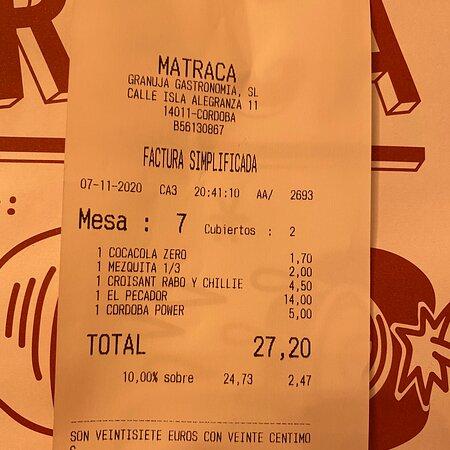 MATRACA
GRANUJA GASTRONOMIA, SL
CALLE ISLA ALEGRANZA 11
14011-CORDOBA
B56130867
FACTURA SIMPLIFICADA
07-11-2020 CA3 20:41:10 AA/ 2693
Mesa : 7 Cubiertos : 2
1 COCACOLA ZERO 1,70
1 MEZQUITA 1/3 2,00
1 CROISANT RABO Y CHILLIE 4,50
1 EL PECADOR 14,00
1 CORDOBA POWER 5,00
TOTAL 27,20
10,00% sobre 24,73 2,47
SON VEINTISIETE EUROS CON VEINTE CENTIMO